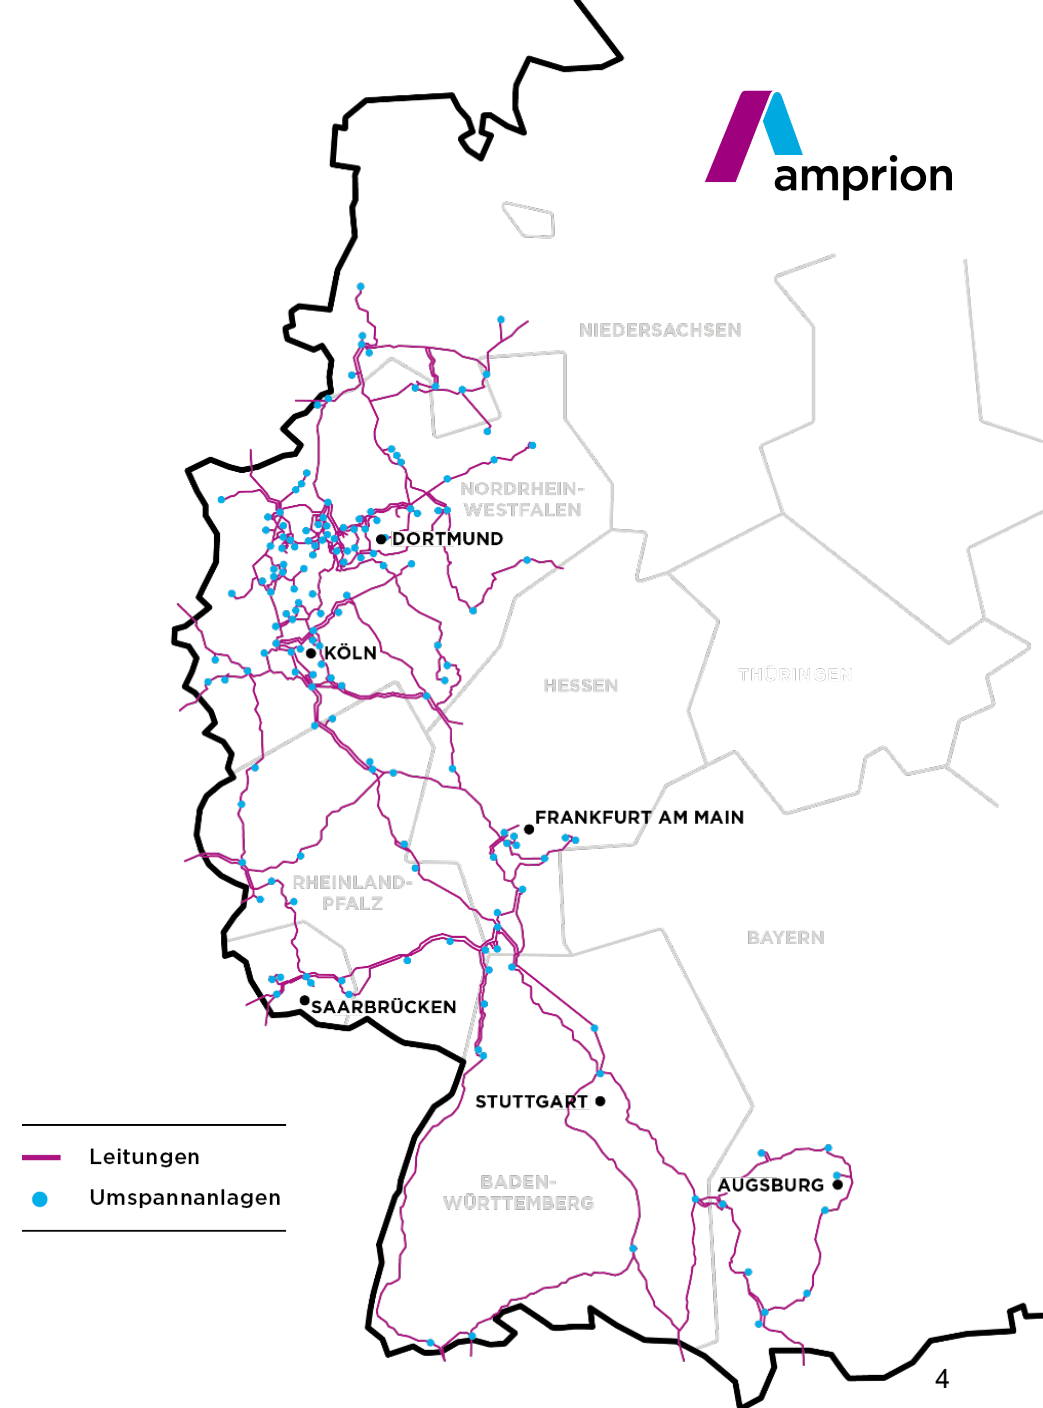 amprion
NIEDERSACHSEN
NORDRHEIN-
WESTFALEN
DORTMUND
KÖLN
HESSEN
THÜRINGEN
FRANKFURT AM MAIN
RHEINLAND-
PFALZ
BAYERN
SAARBRÜCKEN
STUTTGART
Leitungen
Umspannanlagen
BADEN-
WÜRTTEMBERG
AUGSBURG
4